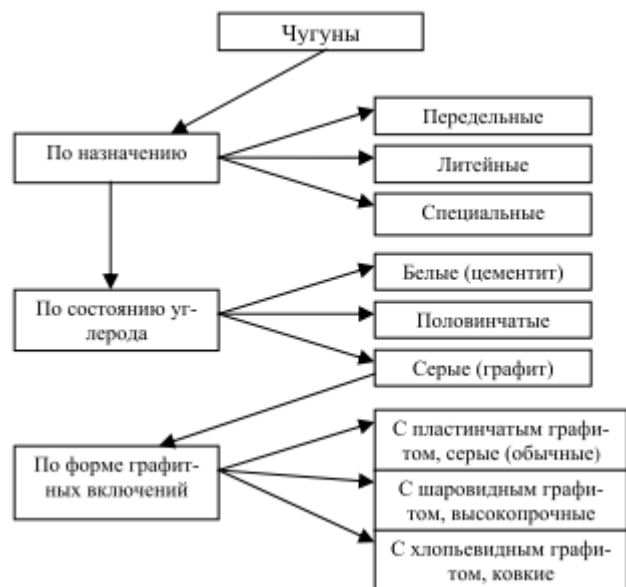 Чугуны
Передельные
По назначению
Литейные
Специальные
Белые (цементит)
По состоянию уг-
лерода
Половинчатые
Серые (графит)
По форме графит-
ных включений
С пластинчатым графи-
том, серые (обычные)
С шаровидным графи-
том, высокопрочные
С хлопьевидным графи-
том, ковкие